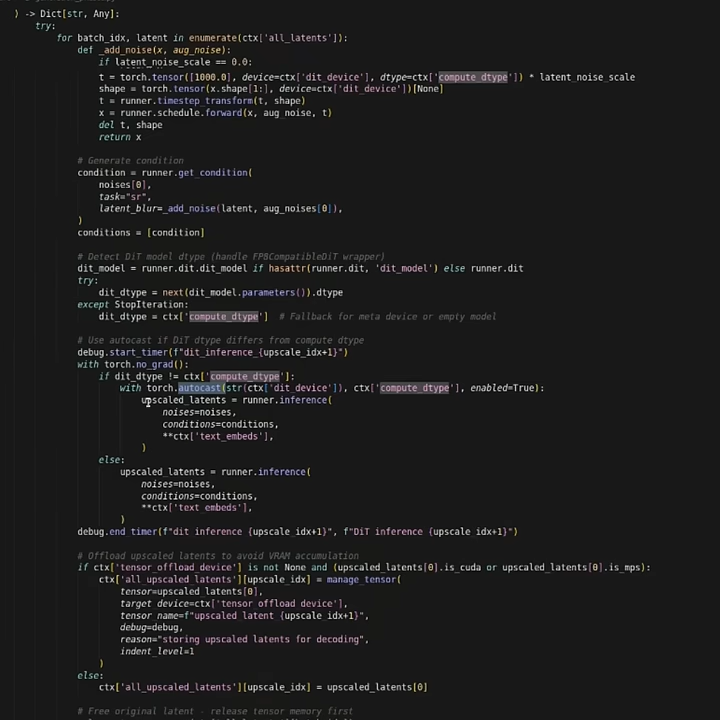 ) -> Dict[str, Any]:
try:
for batch_idx, latent in enumerate(ctx['all_latents']):
def _add_noise(x, aug_noise):
if latent_noise_scale == 0.0:
t = torch.tensor([1000.0], device=ctx['dit_device'], dtype=ctx['compute_dtype']) * latent_noise_scale
shape = torch.tensor(x.shape[1:], device=ctx['dit_device'])[None]
t = runner.timestep_transform(t, shape)
x = runner.schedule.forward(x, aug_noise, t)
del t, shape
return x
# Generate condition
condition = runner.get_condition(
noises[0],
task="sr",
latent_blur=_add_noise(latent, aug_noises[0]),
)
conditions = [condition]
# Detect DiT model dtype (handle FP8CompatibleDiT wrapper)
dit_model = runner.dit.dit_model if hasattr(runner.dit, 'dit_model') else runner.dit
try:
dit_dtype = next(dit_model.parameters()).dtype
except StopIteration:
dit_dtype = ctx['compute_dtype'] # Fallback for meta device or empty model
# Use autocast if DiT dtype differs from compute dtype
debug.start_timer(f"dit_inference_{upscale_idx+1}")
with torch.no_grad():
if dit_dtype != ctx['compute_dtype']:
with torch.autocast(str(ctx['dit_device']), ctx['compute_dtype'], enabled=True):
upscaled_latents = runner.inference(
noises=noises,
conditions=conditions,
**ctx['text_embeds'],
)
else:
upscaled_latents = runner.inference(
noises=noises,
conditions=conditions,
**ctx['text_embeds'],
)
debug.end_timer(f"dit_inference_{upscale_idx+1}", f"DiT inference {upscale_idx+1}")
# Offload upscaled latents to avoid VRAM accumulation
if ctx['tensor_offload_device'] is not None and (upscaled_latents[0].is_cuda or upscaled_latents[0].is_mps):
ctx['all_upscaled_latents'][upscale_idx] = manage_tensor(
tensor=upscaled_latents[0],
target_device=ctx['tensor_offload_device'],
tensor_name=f"upscaled_latent_{upscale_idx+1}",
debug=debug,
reason="storing upscaled latents for decoding",
indent_level=1
)
else:
ctx['all_upscaled_latents'][upscale_idx] = upscaled_latents[0]
# Free original latent - release tensor memory first